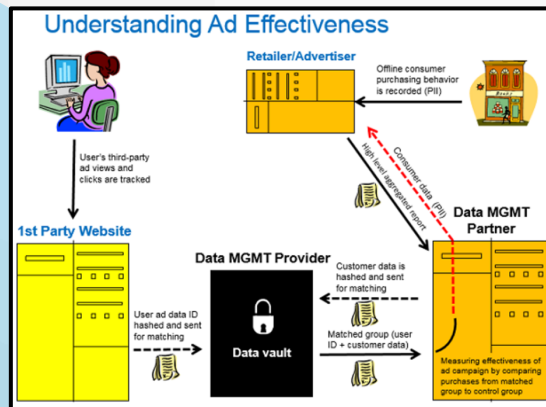 Understanding Ad Effectiveness
Retailer/Advertiser
Offline consumer
purchasing behavior
is recorded (PII)
Books
User's third-party
ad views and
clicks are tracked
Consumer data (PII)
High level aggregated report
1st Party Website
Data MGMT Provider
Data MGMT
Partner
Customer data is
hashed and sent
for matching
User ad data ID
hashed and sent
for matching
Data vault
Matched group (user
ID + customer data)
Measuring effectiveness of
ad campaign by comparing
purchases from matched
group to control group